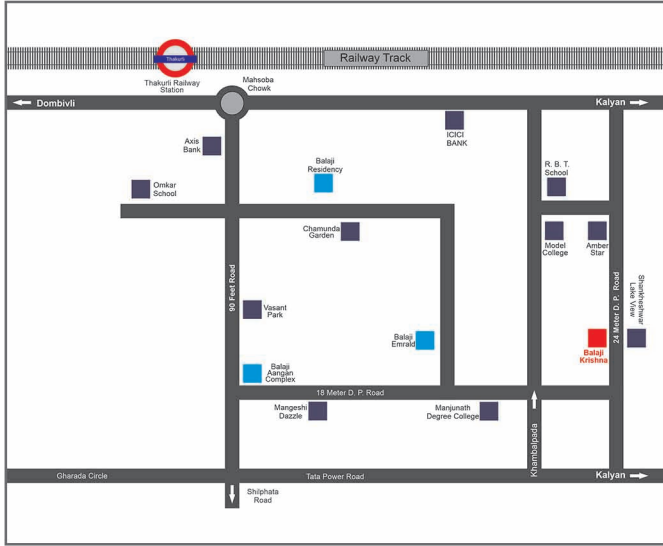 Railway Track
Thakurli
Thakurli Railway
Station
Mahsoba
Chowk
Dombivli
Kalyan
ICICI
BANK
Axis
Bank
Balaji
Residency
R. B. T.
School
Omkar
School
Chamunda
Garden
Model
College
Amber
Star
90 Feet Road
24 Meter D. P. Road
Shankheshwar
Lake View
Vasant
Park
Balaji
Emrald
Balaji
Krishna
Balaji
Aangan
Complex
18 Meter D. P. Road
Mangeshi
Dazzle
Manjunath
Degree College
Khambalpada
Gharada Circle
Tata Power Road
Kalyan
Shilphata
Road